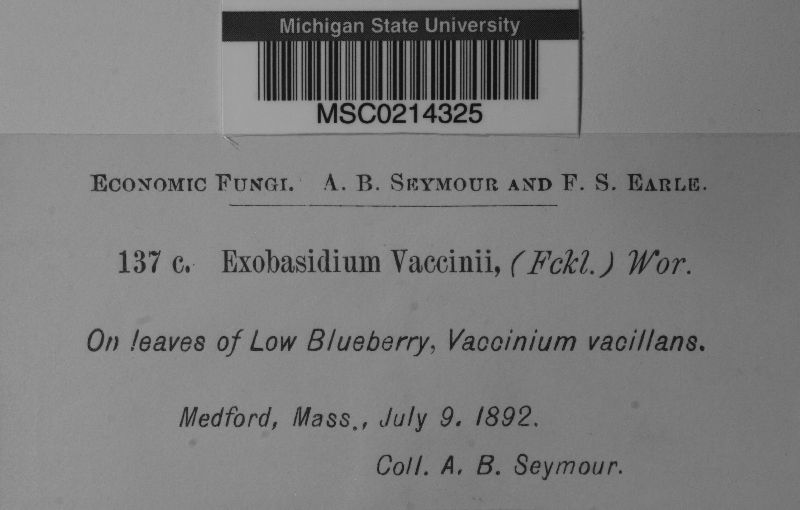 Michigan State University
MSC0214325
Economic Fungi. A. B. Seymour and F. S. Earle.
137 c. Exobasidium Vaccinii, (Fckl.) Wor.
On leaves of Low Blueberry, Vaccinium vacillans.
Medford, Mass., July 9. 1892.
Coll. A. B. Seymour.